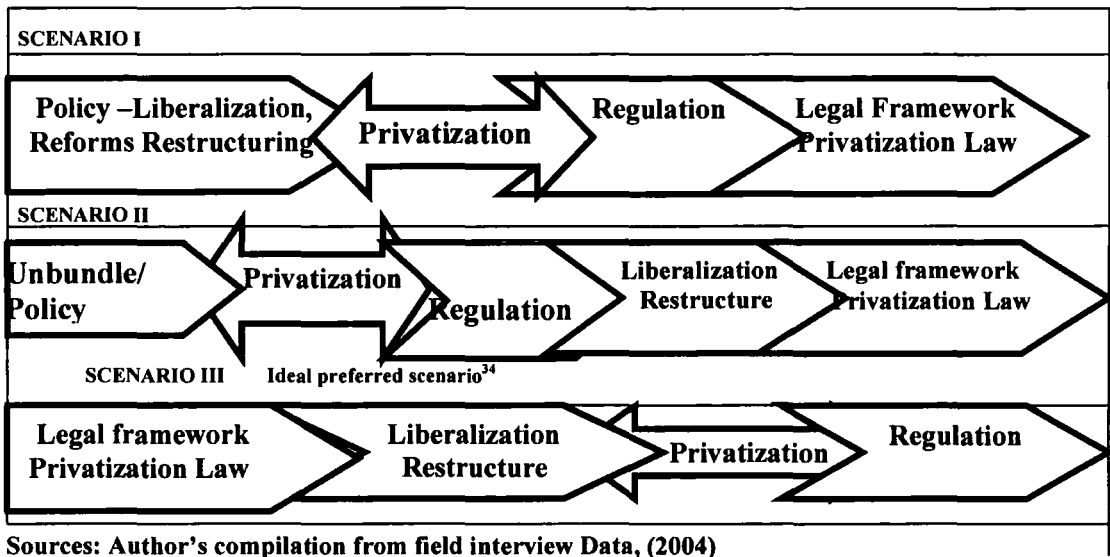 SCENARIO I
Policy –Liberalization,
Reforms Restructuring
Privatization
Regulation
Legal Framework
Privatization Law
SCENARIO II
Unbundle/
Policy
Privatization
Regulation
Liberalization
Restructure
Legal framework
Privatization Law
SCENARIO III Ideal preferred scenario³⁴
Legal framework
Privatization Law
Liberalization
Restructure
Privatization
Regulation
Sources: Author's compilation from field interview Data, (2004)